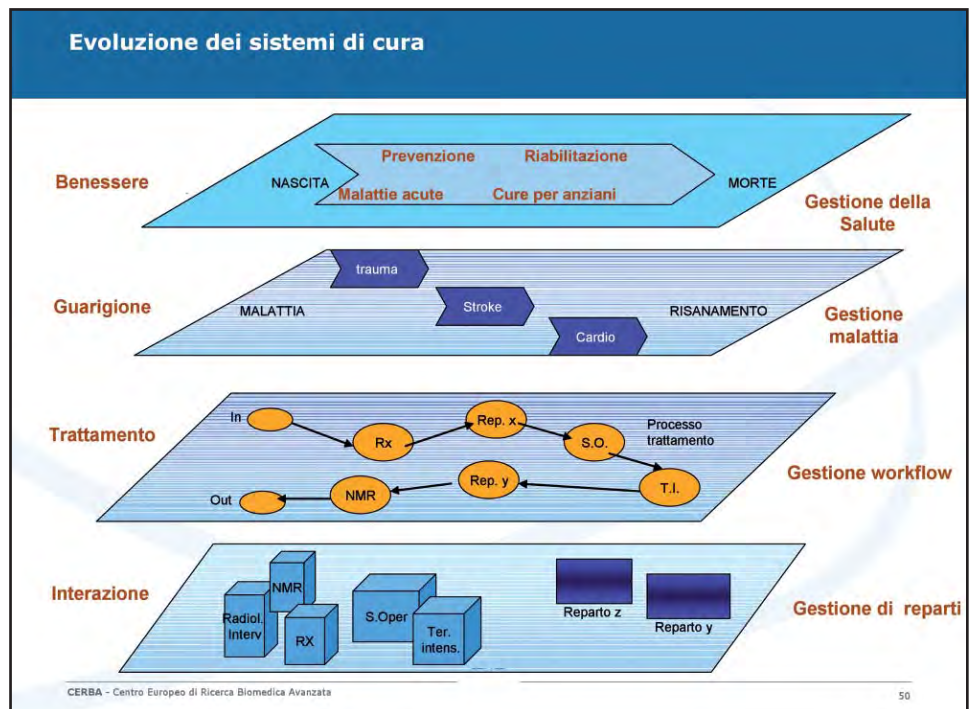 Evoluzione dei sistemi di cura
Benessere
NASCITA
Prevenzione
Riabilitazione
Malattie acute
Cure per anziani
MORTE
Gestione della
Salute
Guarigione
MALATTIA
trauma
Stroke
Cardio
RISANAMENTO
Gestione
malattia
Trattamento
In
Rx
Rep. x
S.O.
Processo
trattamento
T.I.
Rep. y
NMR
Out
Gestione workflow
Interazione
Radiol.
Interv
NMR
RX
S.Oper
Ter.
intens.
Reparto z
Reparto y
Gestione di reparti
CERBA - Centro Europeo di Ricerca Biomedica Avanzata
50